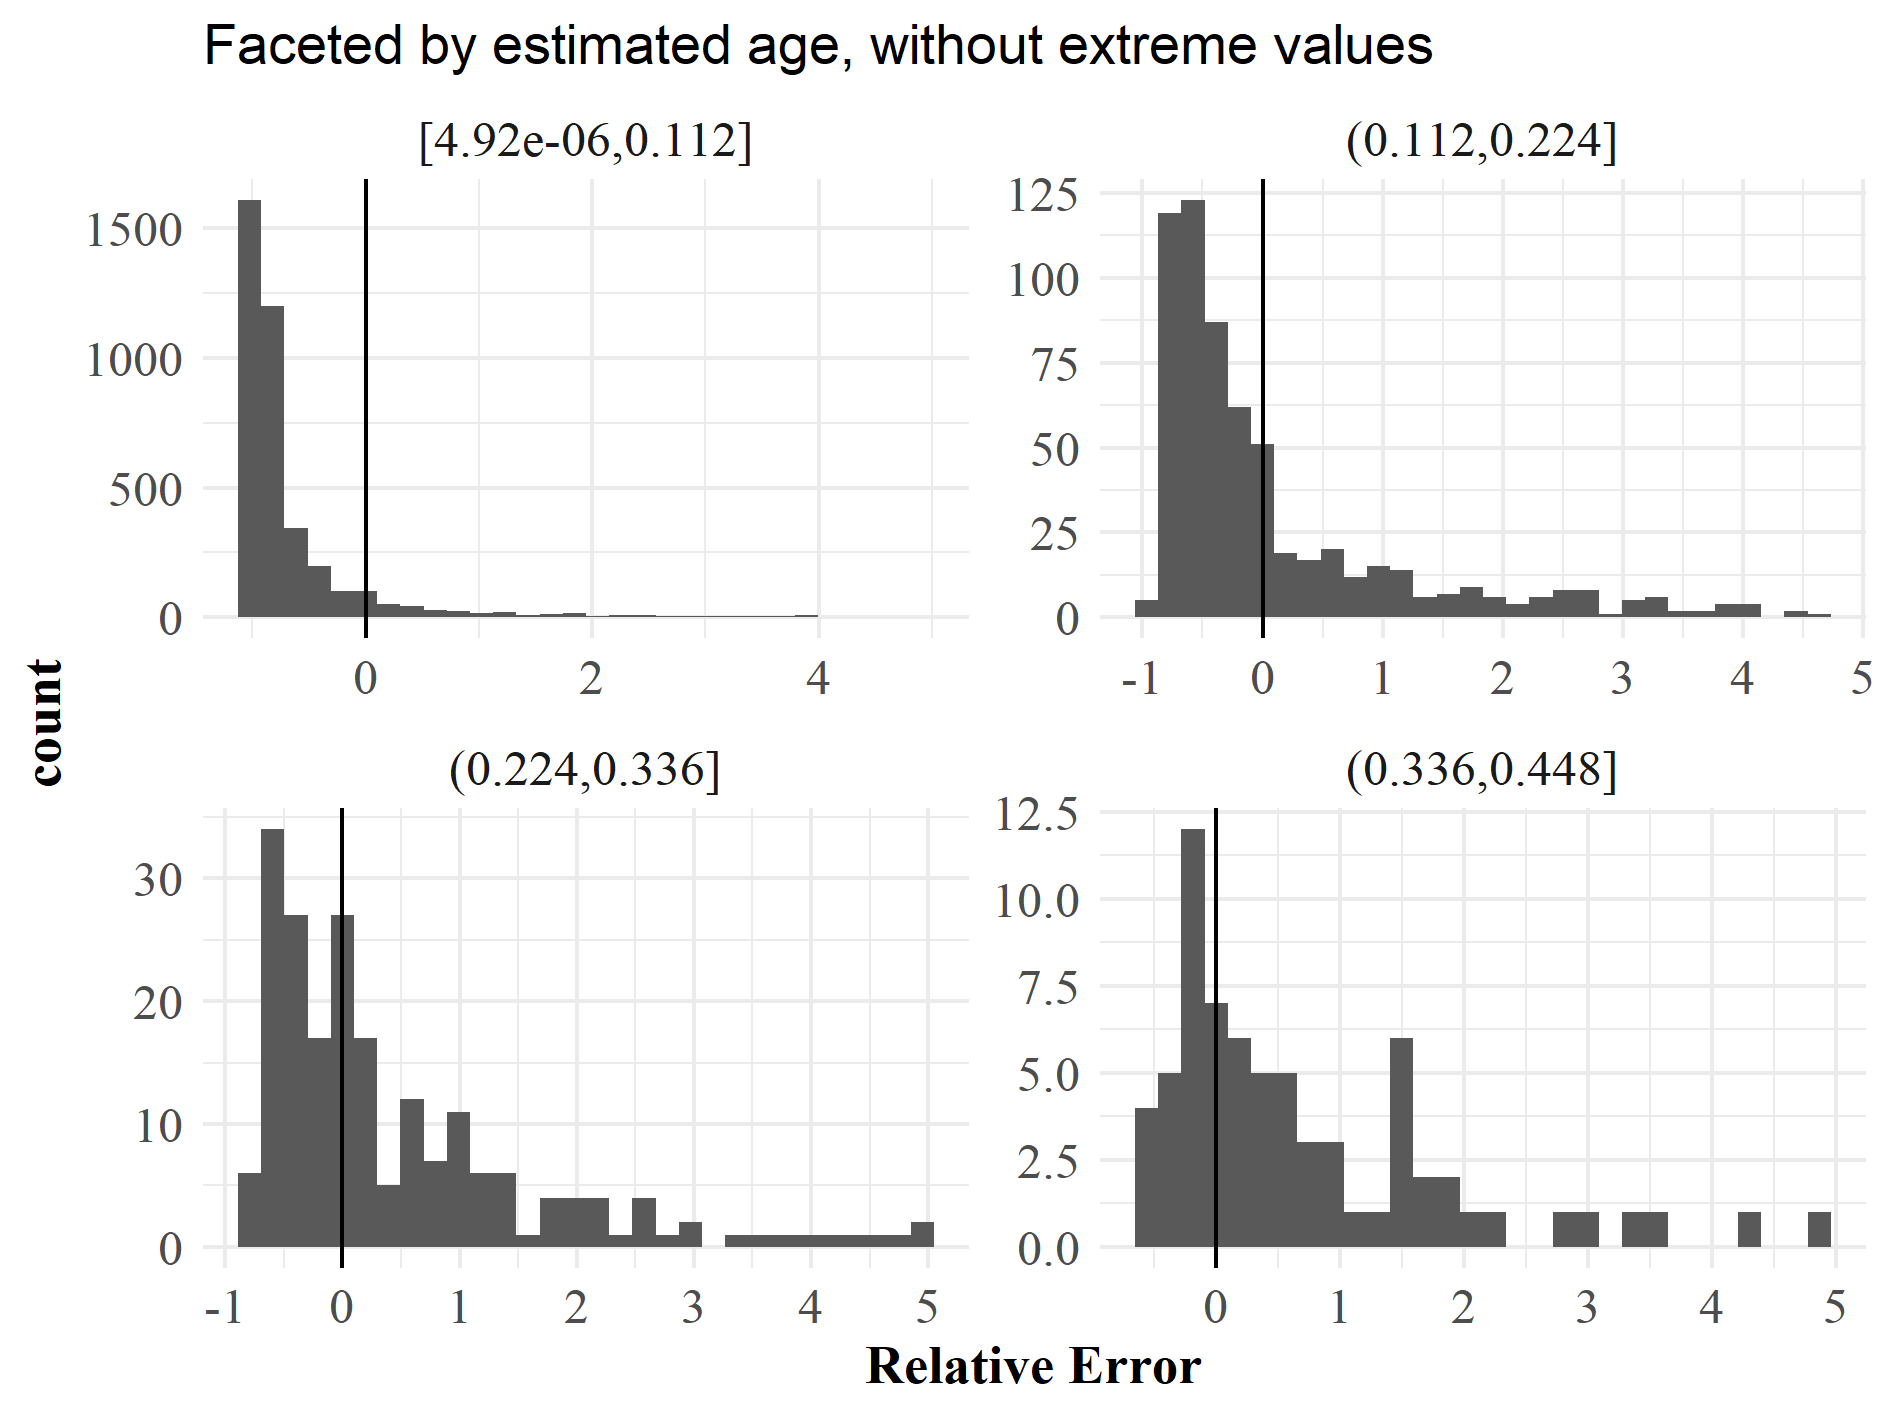 Faceted by estimated age, without extreme values
[4.92e-06,0.112]
(0.112,0.224]
1500
1000
500
0
125
100
75
50
25
0
0 2 4
-1 0 1 2 3 4 5
count
(0.224,0.336]
(0.336,0.448]
30
20
10
0
12.5
10.0
7.5
5.0
2.5
0.0
-1 0 1 2 3 4 5
0 1 2 3 4 5
Relative Error